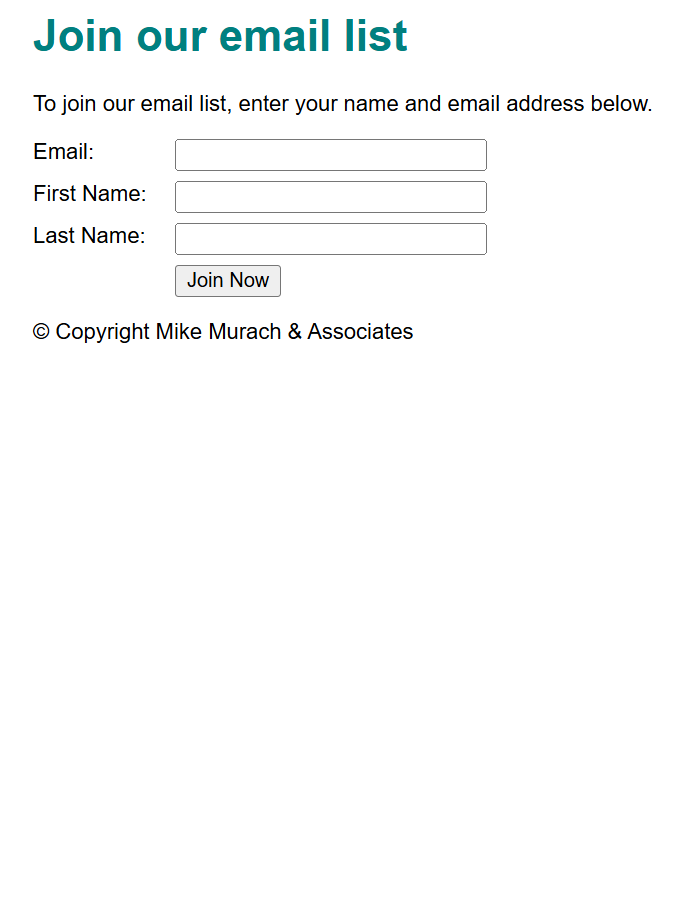 Join our email list
To join our email list, enter your name and email address below.
Email:
First Name:
Last Name:
Join Now
© Copyright Mike Murach & Associates